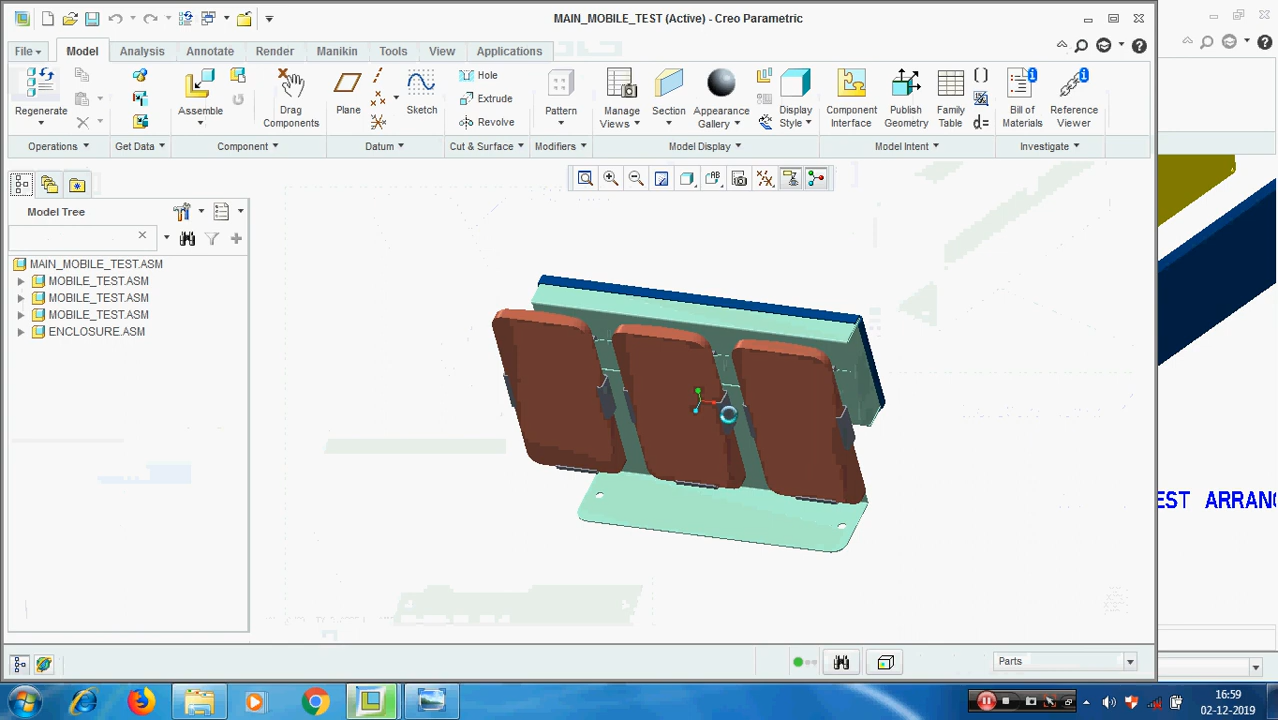 MAIN_MOBILE_TEST (Active) - Creo Parametric
File
Model
Analysis
Annotate
Render
Manikin
Tools
View
Applications
Regenerate
Operations
Get Data
Assemble
Component
Drag
Components
Plane
Sketch
Datum
Hole
Extrude
Revolve
Cut & Surface
Pattern
Modifiers
Manage
Views
Section
Appearance
Gallery
Display
Style
Model Display
Component
Interface
Publish
Geometry
Family
Table
d=
Model Intent
Bill of
Materials
Reference
Viewer
Investigate
Model Tree
MAIN_MOBILE_TEST.ASM
MOBILE_TEST.ASM
MOBILE_TEST.ASM
MOBILE_TEST.ASM
ENCLOSURE.ASM
EST ARRANG
Parts
16:59
02-12-2019